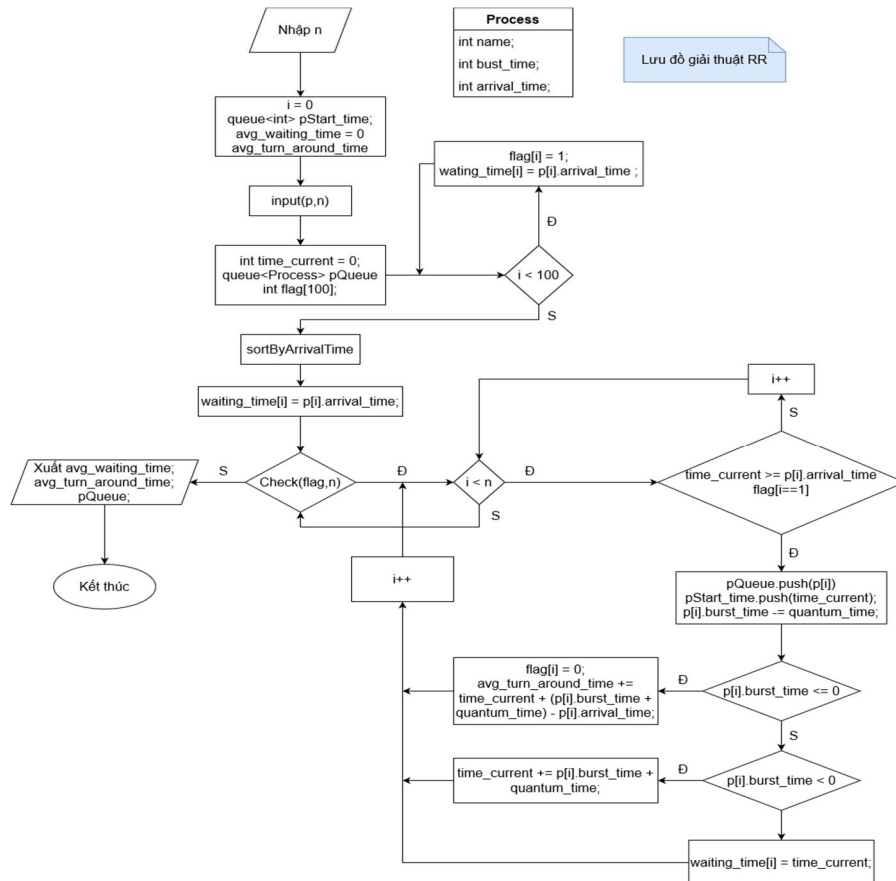 Nhập n
Process
int name;
int bust_time;
int arrival_time;
Lưu đồ giải thuật RR
i = 0
queue<int> pStart_time;
avg_waiting_time = 0
avg_turn_around_time
flag[i] = 1;
wating_time[i] = p[i].arrival_time ;
input(p,n)
Đ
int time_current = 0;
queue<Process> pQueue
int flag[100];
i < 100
S
sortByArrivalTime
i++
waiting_time[i] = p[i].arrival_time;
S
Xuất avg_waiting_time;
avg_turn_around_time;
pQueue;
S
Check(flag,n)
Đ
i < n
Đ
time_current >= p[i].arrival_time
flag[i==1]
S
Đ
Kết thúc
i++
pQueue.push(p[i])
pStart_time.push(time_current);
p[i].burst_time -= quantum_time;
flag[i] = 0;
avg_turn_around_time +=
time_current + (p[i].burst_time +
quantum_time) - p[i].arrival_time;
Đ
p[i].burst_time <= 0
S
time_current += p[i].burst_time +
quantum_time;
Đ
p[i].burst_time < 0
waiting_time[i] = time_current;